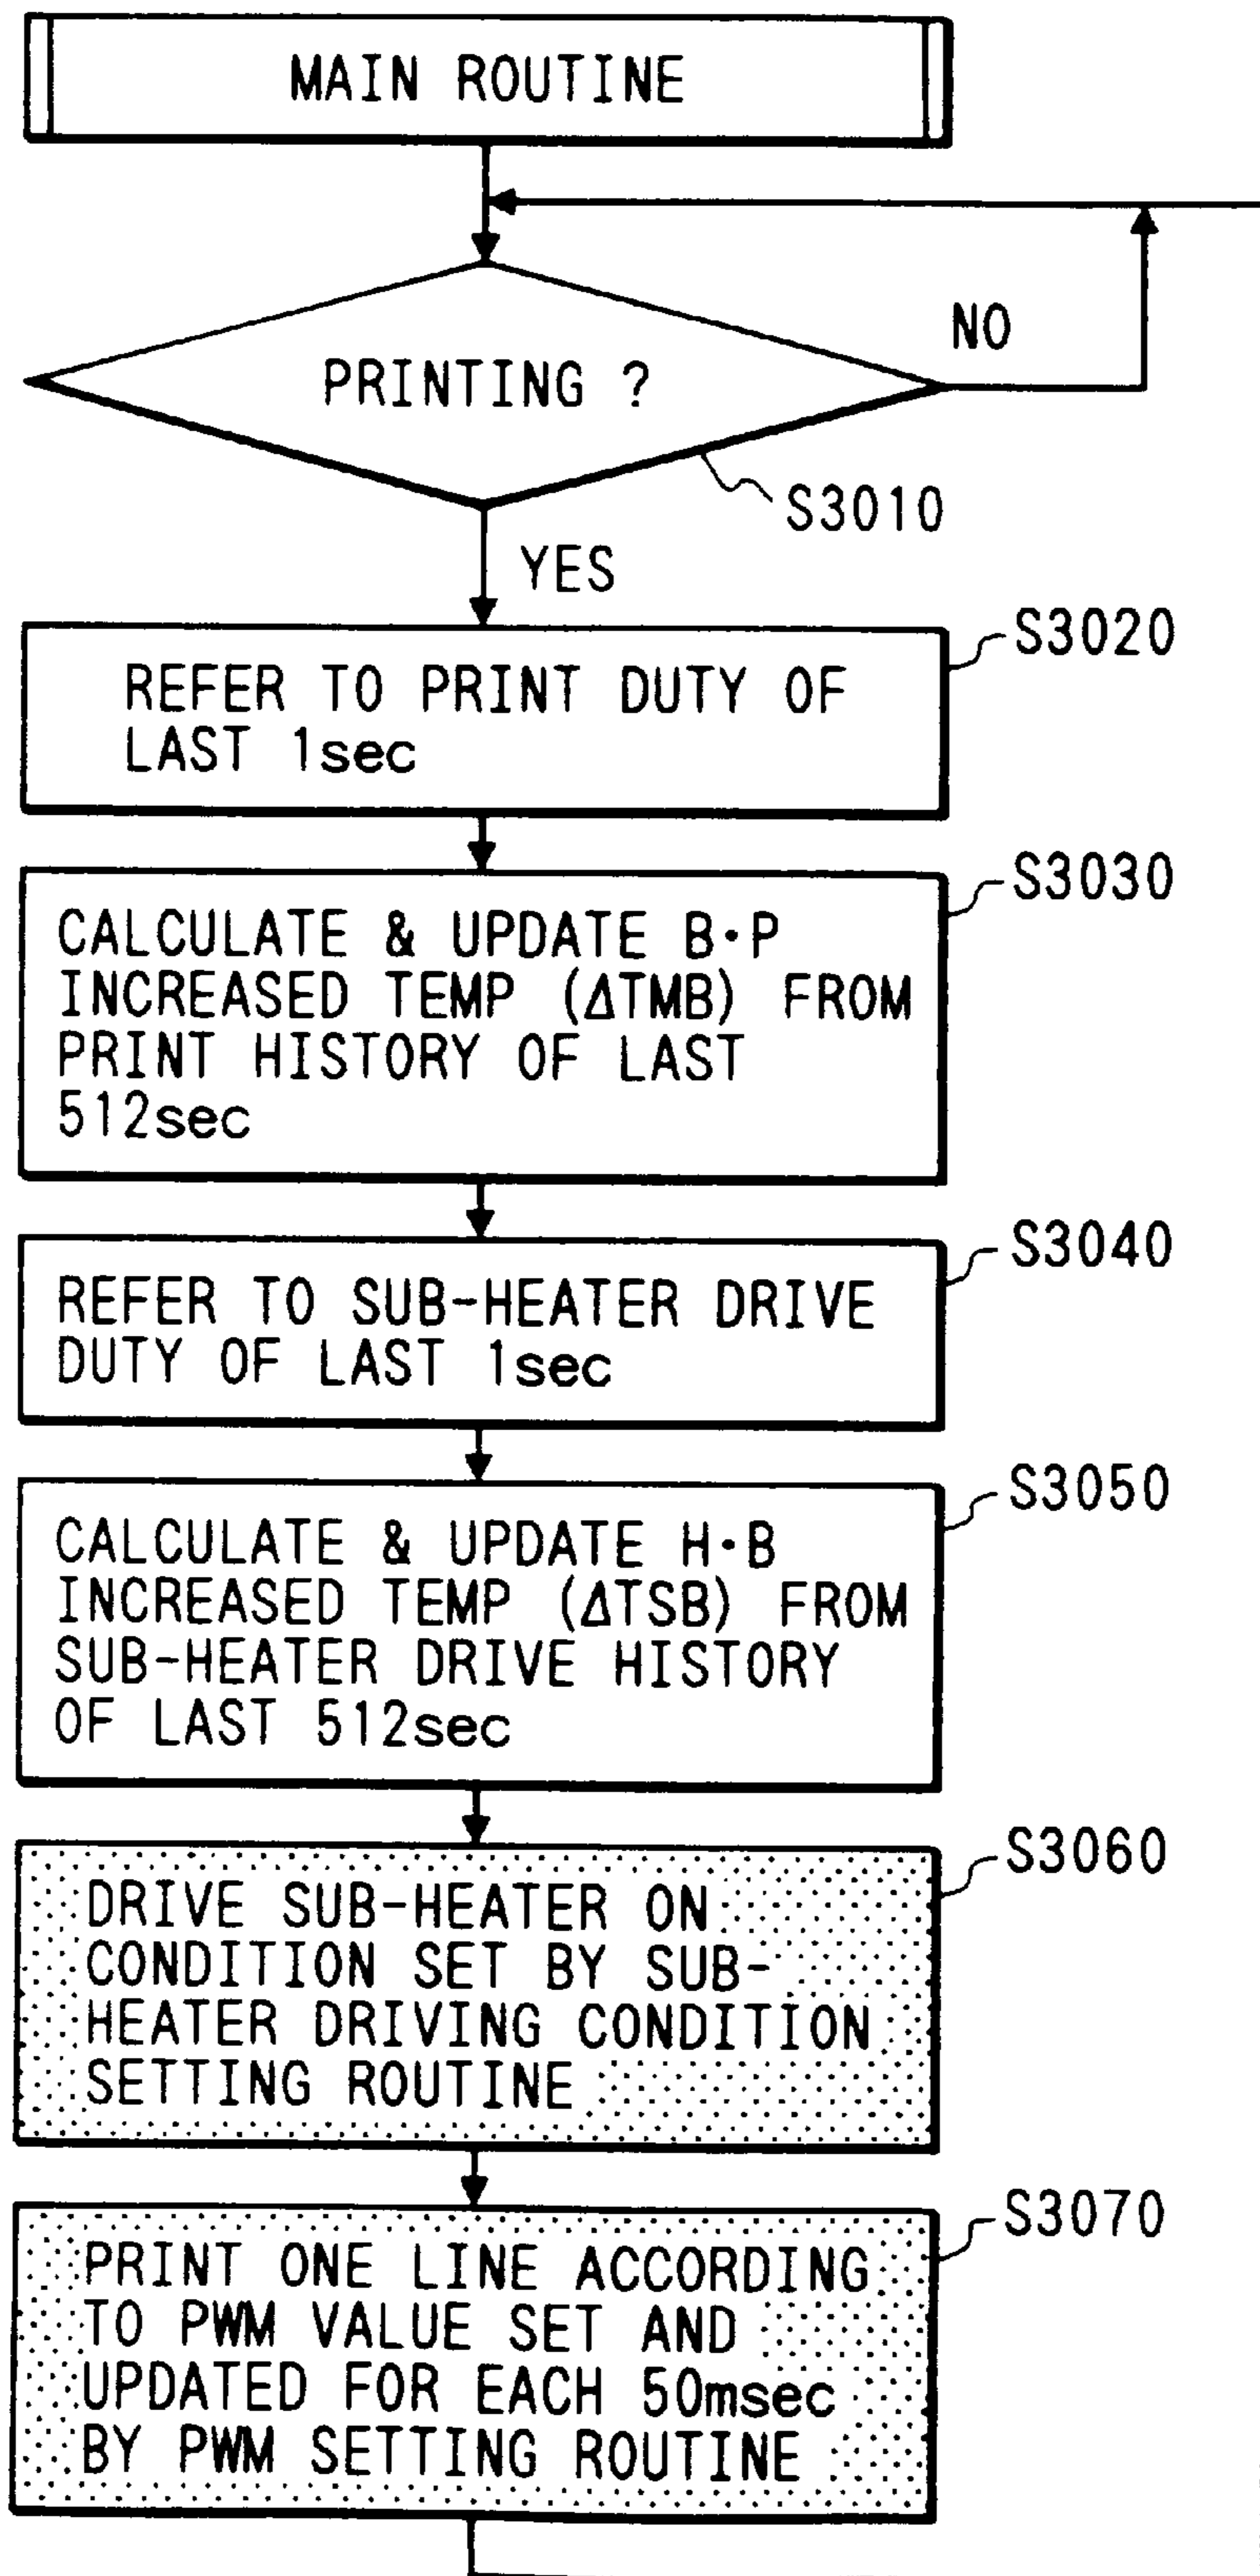 MAIN ROUTINE
PRINTING ?
NO
S3010
YES
S3020
REFER TO PRINT DUTY OF
LAST 1sec
S3030
CALCULATE & UPDATE B·P
INCREASED TEMP (ΔTMB) FROM
PRINT HISTORY OF LAST
512sec
S3040
REFER TO SUB-HEATER DRIVE
DUTY OF LAST 1sec
S3050
CALCULATE & UPDATE H·B
INCREASED TEMP (ΔTSB) FROM
SUB-HEATER DRIVE HISTORY
OF LAST 512sec
S3060
DRIVE SUB-HEATER ON
CONDITION SET BY SUB-
HEATER DRIVING CONDITION
SETTING ROUTINE
S3070
PRINT ONE LINE ACCORDING
TO PWM VALUE SET AND
UPDATED FOR EACH 50msec
BY PWM SETTING ROUTINE